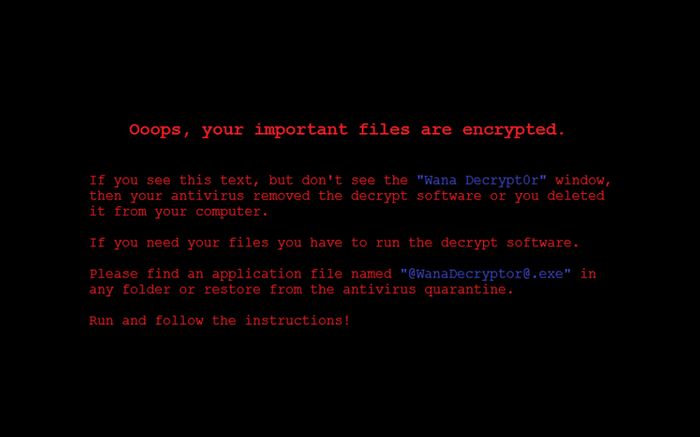 Ooops, your important files are encrypted.
If you see this text, but don't see the "Wana Decrypt0r" window,
then your antivirus removed the decrypt software or you deleted
it from your computer.
If you need your files you have to run the decrypt software.
Please find an application file named "@WanaDecryptor@.exe" in
any folder or restore from the antivirus quarantine.
Run and follow the instructions!